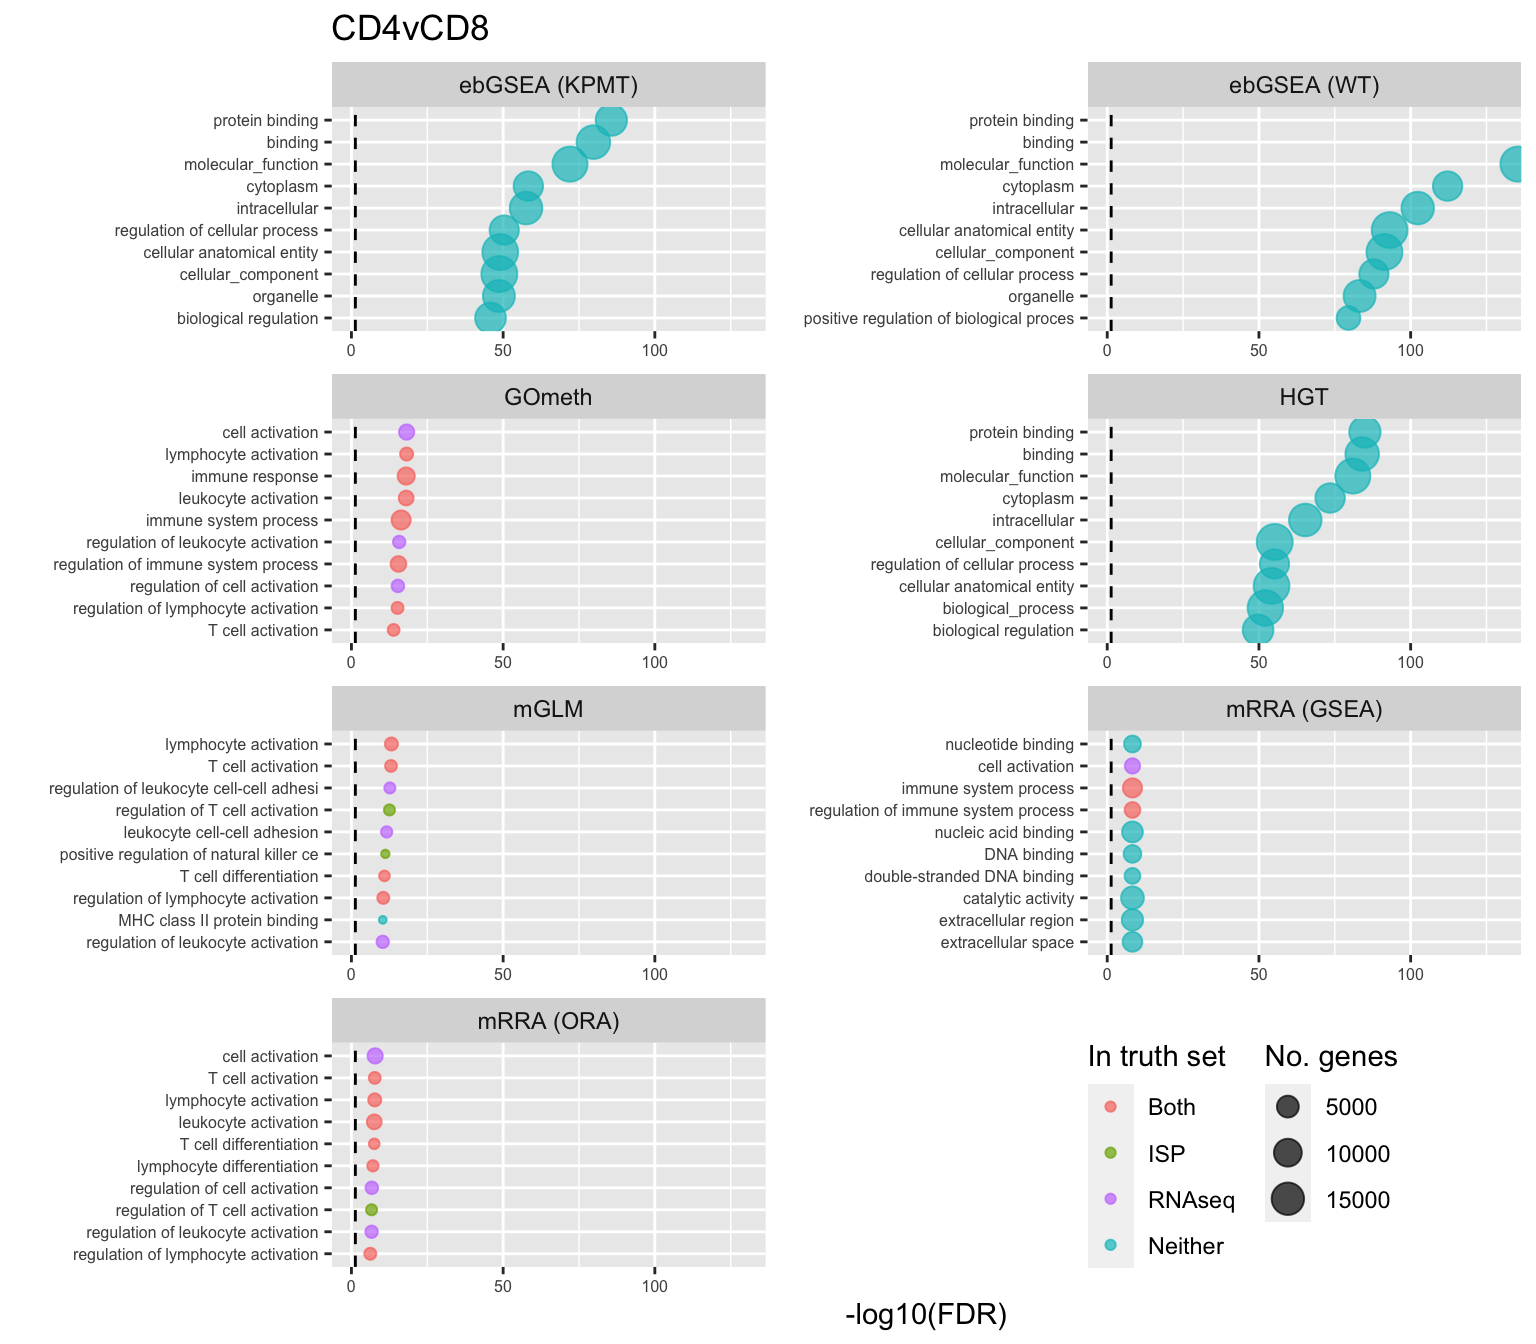 CD4vCD8
ebGSEA (KPMT)
protein binding
binding
molecular_function
cytoplasm
intracellular
regulation of cellular process
cellular anatomical entity
cellular_component
organelle
biological regulation
0 50 100
ebGSEA (WT)
protein binding
binding
molecular_function
cytoplasm
intracellular
cellular anatomical entity
cellular_component
regulation of cellular process
organelle
positive regulation of biological proces
0 50 100
GOmeth
cell activation
lymphocyte activation
immune response
leukocyte activation
immune system process
regulation of leukocyte activation
regulation of immune system process
regulation of cell activation
regulation of lymphocyte activation
T cell activation
0 50 100
HGT
protein binding
binding
molecular_function
cytoplasm
intracellular
cellular_component
regulation of cellular process
cellular anatomical entity
biological_process
biological regulation
0 50 100
mGLM
lymphocyte activation
T cell activation
regulation of leukocyte cell-cell adhesi
regulation of T cell activation
leukocyte cell-cell adhesion
positive regulation of natural killer ce
T cell differentiation
regulation of lymphocyte activation
MHC class II protein binding
regulation of leukocyte activation
0 50 100
mRRA (GSEA)
nucleotide binding
cell activation
immune system process
regulation of immune system process
nucleic acid binding
DNA binding
double-stranded DNA binding
catalytic activity
extracellular region
extracellular space
0 50 100
mRRA (ORA)
cell activation
T cell activation
lymphocyte activation
leukocyte activation
T cell differentiation
lymphocyte differentiation
regulation of cell activation
regulation of T cell activation
regulation of leukocyte activation
regulation of lymphocyte activation
0 50 100
In truth set
Both
ISP
RNAseq
Neither
No. genes
5000
10000
15000
-log10(FDR)